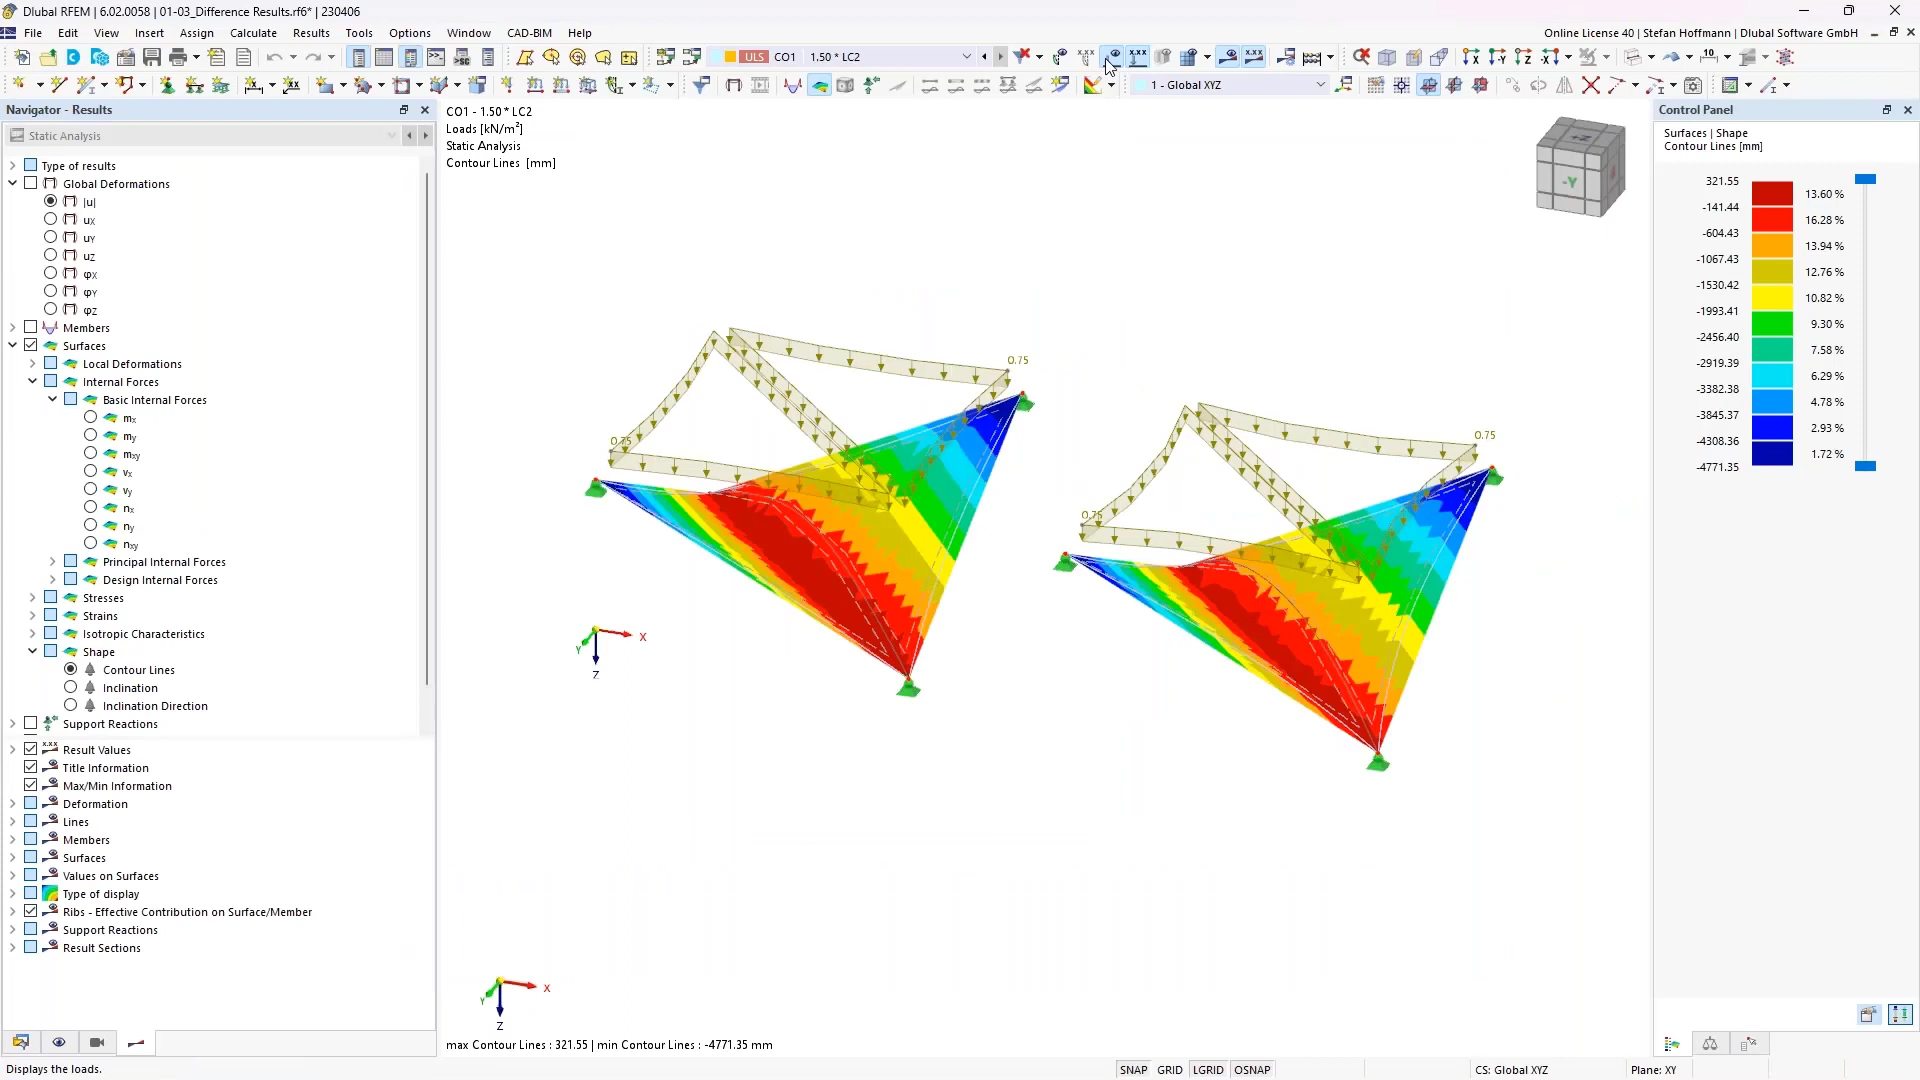 Dlubal RFEM | 6.02.0058 | 01-03_Difference Results.rf6* | 230406
File Edit View Insert Assign Calculate Results Tools Options Window CAD-BIM Help
Online License 40 | Stefan Hoffmann | Dlubal Software GmbH
ULS CO1 1.50 * LC2
1 - Global XYZ
Navigator - Results
Static Analysis
Type of results
Global Deformations
|u|
uX
uY
uZ
φX
φY
φZ
Members
Surfaces
Local Deformations
Internal Forces
Basic Internal Forces
mx
my
mxy
vx
vy
nx
ny
nxy
Principal Internal Forces
Design Internal Forces
Stresses
Strains
Isotropic Characteristics
Shape
Contour Lines
Inclination
Inclination Direction
Support Reactions
Result Values
Title Information
Max/Min Information
Deformation
Lines
Members
Surfaces
Values on Surfaces
Type of display
Ribs - Effective Contribution on Surface/Member
Support Reactions
Result Sections
CO1 - 1.50 * LC2
Loads [kN/m²]
Static Analysis
Contour Lines [mm]
+Z
-Y
0.75
0.75
0.75
0.75
X
Y
Z
X
Y
Z
max Contour Lines : 321.55 | min Contour Lines : -4771.35 mm
Control Panel
Surfaces | Shape
Contour Lines [mm]
321.55
13.60 %
-141.44
16.28 %
-604.43
13.94 %
-1067.43
12.76 %
-1530.42
10.82 %
-1993.41
9.30 %
-2456.40
7.58 %
-2919.39
6.29 %
-3382.38
4.78 %
-3845.37
2.93 %
-4308.36
1.72 %
-4771.35
Displays the loads.
SNAP GRID LGRID OSNAP
CS: Global XYZ
Plane: XY